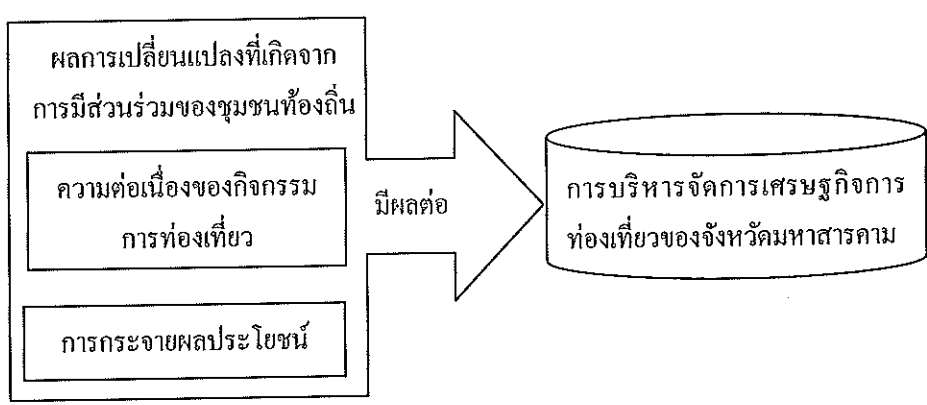 ผลการเปลี่ยนแปลงที่เกิดจาก
การมีส่วนร่วมของชุมชนท้องถิ่น
ความต่อเนื่องของกิจกรรม
การท่องเที่ยว
การกระจายผลประโยชน์
มีผลต่อ
การบริหารจัดการเศรษฐกิจการ
ท่องเที่ยวของจังหวัดมหาสารคาม